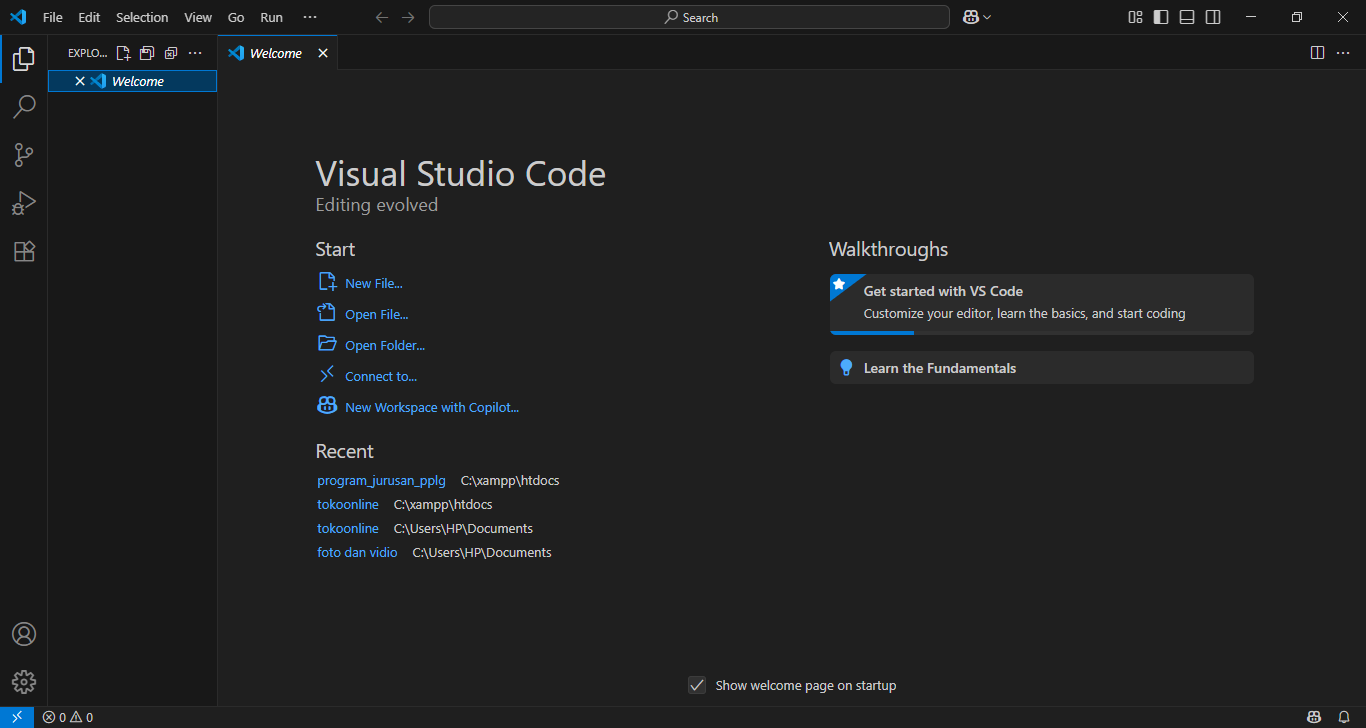 File Edit Selection View Go Run ···
Search
EXPLO... ···
Welcome
Welcome
Visual Studio Code
Editing evolved
Start
New File...
Open File...
Open Folder...
Connect to...
New Workspace with Copilot...
Recent
program_jurusan_pplg C:\xampp\htdocs
tokoonline C:\xampp\htdocs
tokoonline C:\Users\HP\Documents
foto dan vidio C:\Users\HP\Documents
Walkthroughs
Get started with VS Code
Customize your editor, learn the basics, and start coding
Learn the Fundamentals
Show welcome page on startup
0 0